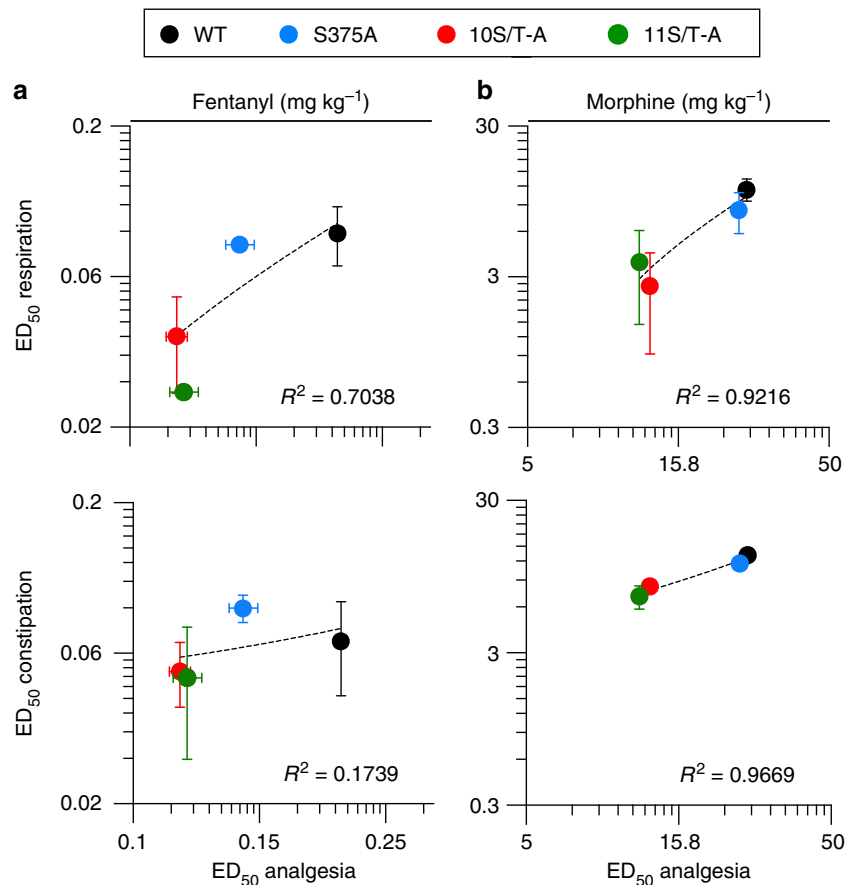 WT S375A 10S/T-A 11S/T-A
a b
Fentanyl (mg kg⁻¹) Morphine (mg kg⁻¹)
0.2
0.06
0.02
ED₅₀ respiration
R² = 0.7038
30
3
0.3
5 15.8 50
R² = 0.9216
0.2
0.06
0.02
ED₅₀ constipation
R² = 0.1739
0.1 0.15 0.25
ED₅₀ analgesia
30
3
0.3
R² = 0.9669
5 15.8 50
ED₅₀ analgesia